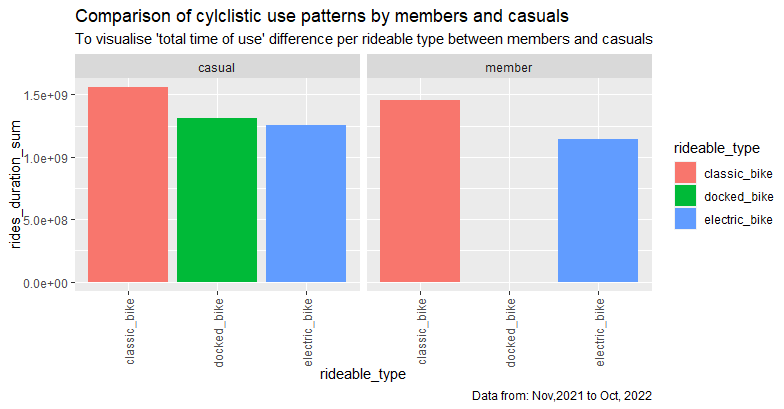 Comparison of cylclistic use patterns by members and casuals
To visualise 'total time of use' difference per rideable type between members and casuals
casual
member
1.5e+09
1.0e+09
5.0e+08
0.0e+00
rides_duration_sum
classic_bike
docked_bike
electric_bike
classic_bike
docked_bike
electric_bike
rideable_type
rideable_type
classic_bike
docked_bike
electric_bike
Data from: Nov,2021 to Oct, 2022